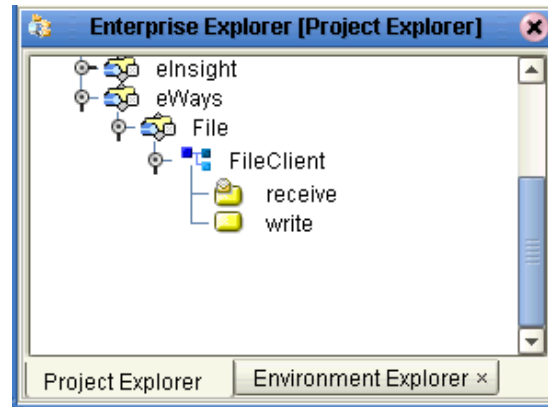 Enterprise Explorer [Project Explorer]
eInsight
eWays
File
FileClient
receive
write
Project Explorer
Environment Explorer ×